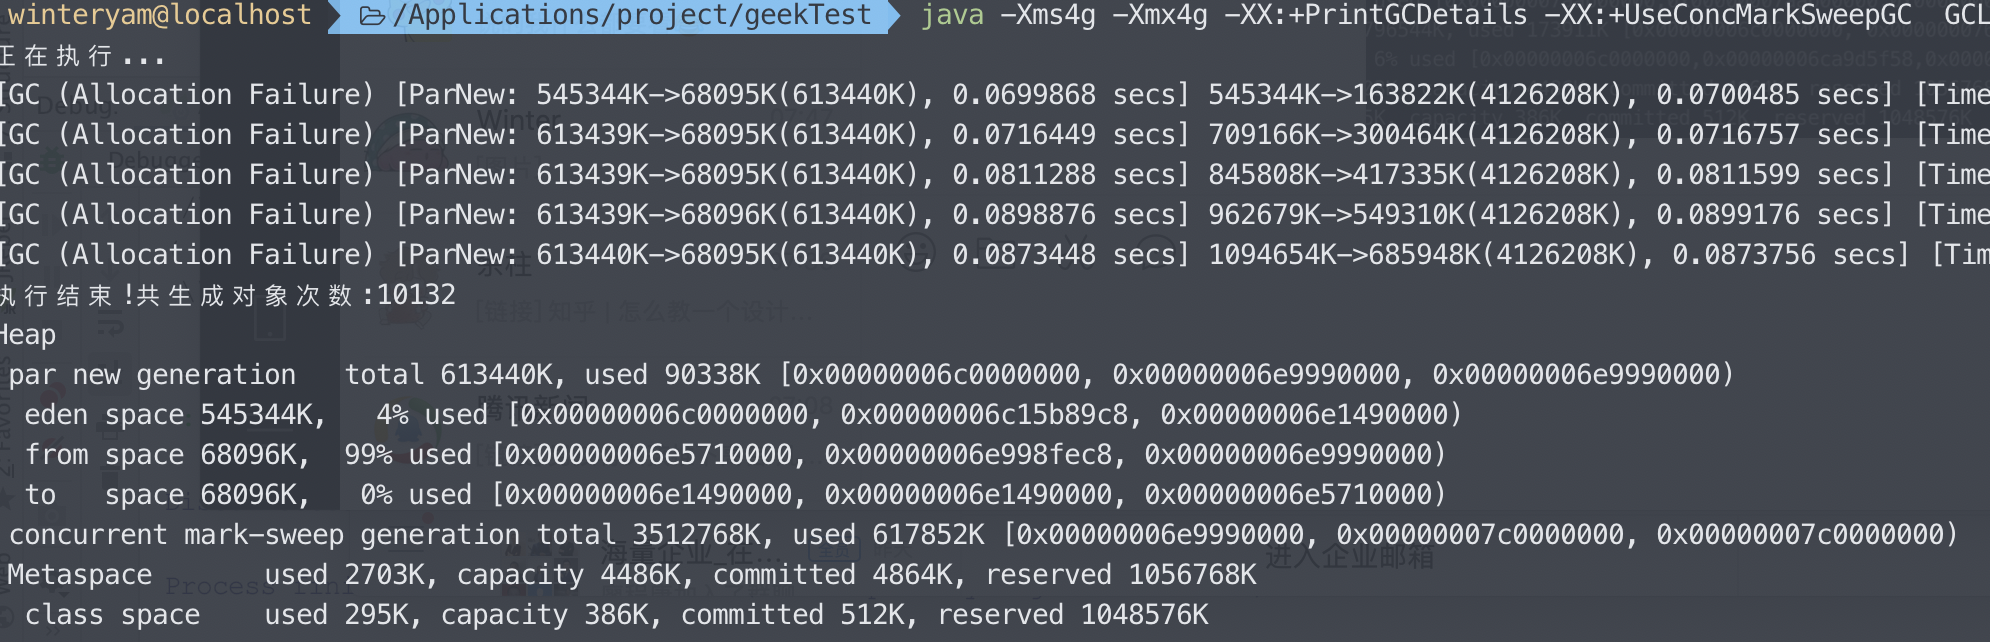 winteryam@localhost /Applications/project/geekTest java -Xms4g -Xmx4g -XX:+PrintGCDetails -XX:+UseConcMarkSweepGC GCL
正在执行...
[GC (Allocation Failure) [ParNew: 545344K->68095K(613440K), 0.0699868 secs] 545344K->163822K(4126208K), 0.0700485 secs] [Time
[GC (Allocation Failure) [ParNew: 613439K->68095K(613440K), 0.0716449 secs] 709166K->300464K(4126208K), 0.0716757 secs] [Time
[GC (Allocation Failure) [ParNew: 613439K->68095K(613440K), 0.0811288 secs] 845808K->417335K(4126208K), 0.0811599 secs] [Time
[GC (Allocation Failure) [ParNew: 613439K->68096K(613440K), 0.0898876 secs] 962679K->549310K(4126208K), 0.0899176 secs] [Time
[GC (Allocation Failure) [ParNew: 613440K->68095K(613440K), 0.0873448 secs] 1094654K->685948K(4126208K), 0.0873756 secs] [Tim
执行结束!共生成对象次数:10132
Heap
par new generation total 613440K, used 90338K [0x00000006c0000000, 0x00000006e9990000, 0x00000006e9990000)
eden space 545344K, 4% used [0x00000006c0000000, 0x00000006c15b89c8, 0x00000006e1490000)
from space 68096K, 99% used [0x00000006e5710000, 0x00000006e998fec8, 0x00000006e9990000)
to space 68096K, 0% used [0x00000006e1490000, 0x00000006e1490000, 0x00000006e5710000)
concurrent mark-sweep generation total 3512768K, used 617852K [0x00000006e9990000, 0x00000007c0000000, 0x00000007c0000000)
Metaspace used 2703K, capacity 4486K, committed 4864K, reserved 1056768K
class space used 295K, capacity 386K, committed 512K, reserved 1048576K